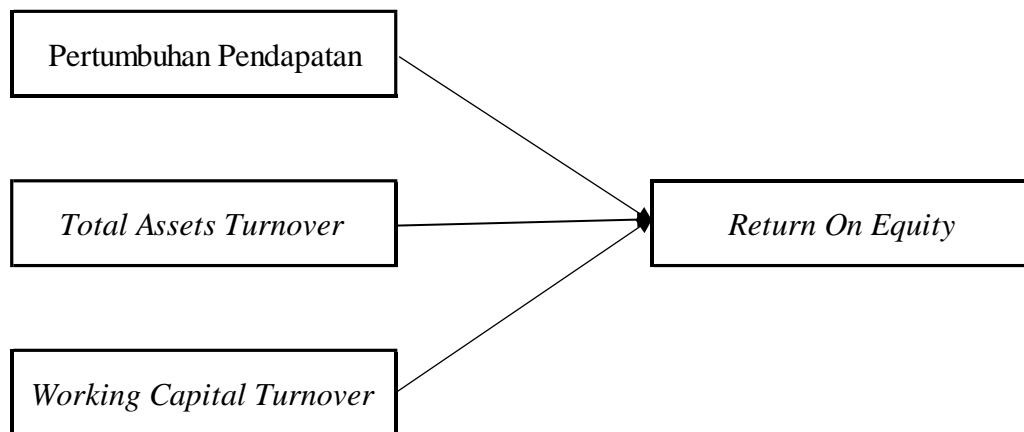 Pertumbuhan Pendapatan
Total Assets Turnover
Return On Equity
Working Capital Turnover